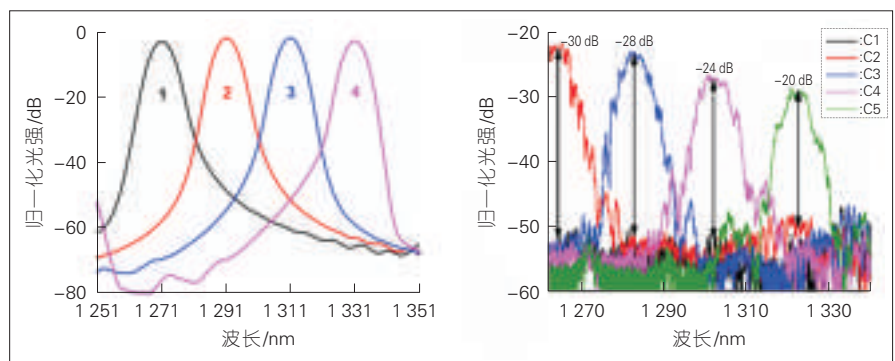 0
−20
−40
−60
−80
归一化光强/dB
1
2
3
4
1 251
1 271
1 291
1 311
1 331
1 351
波长/nm
−20
−30
−40
−50
−60
归一化光强/dB
−30 dB
−28 dB
−24 dB
−20 dB
:C1
:C2
:C3
:C4
:C5
1 270
1 290
1 310
1 330
波长/nm